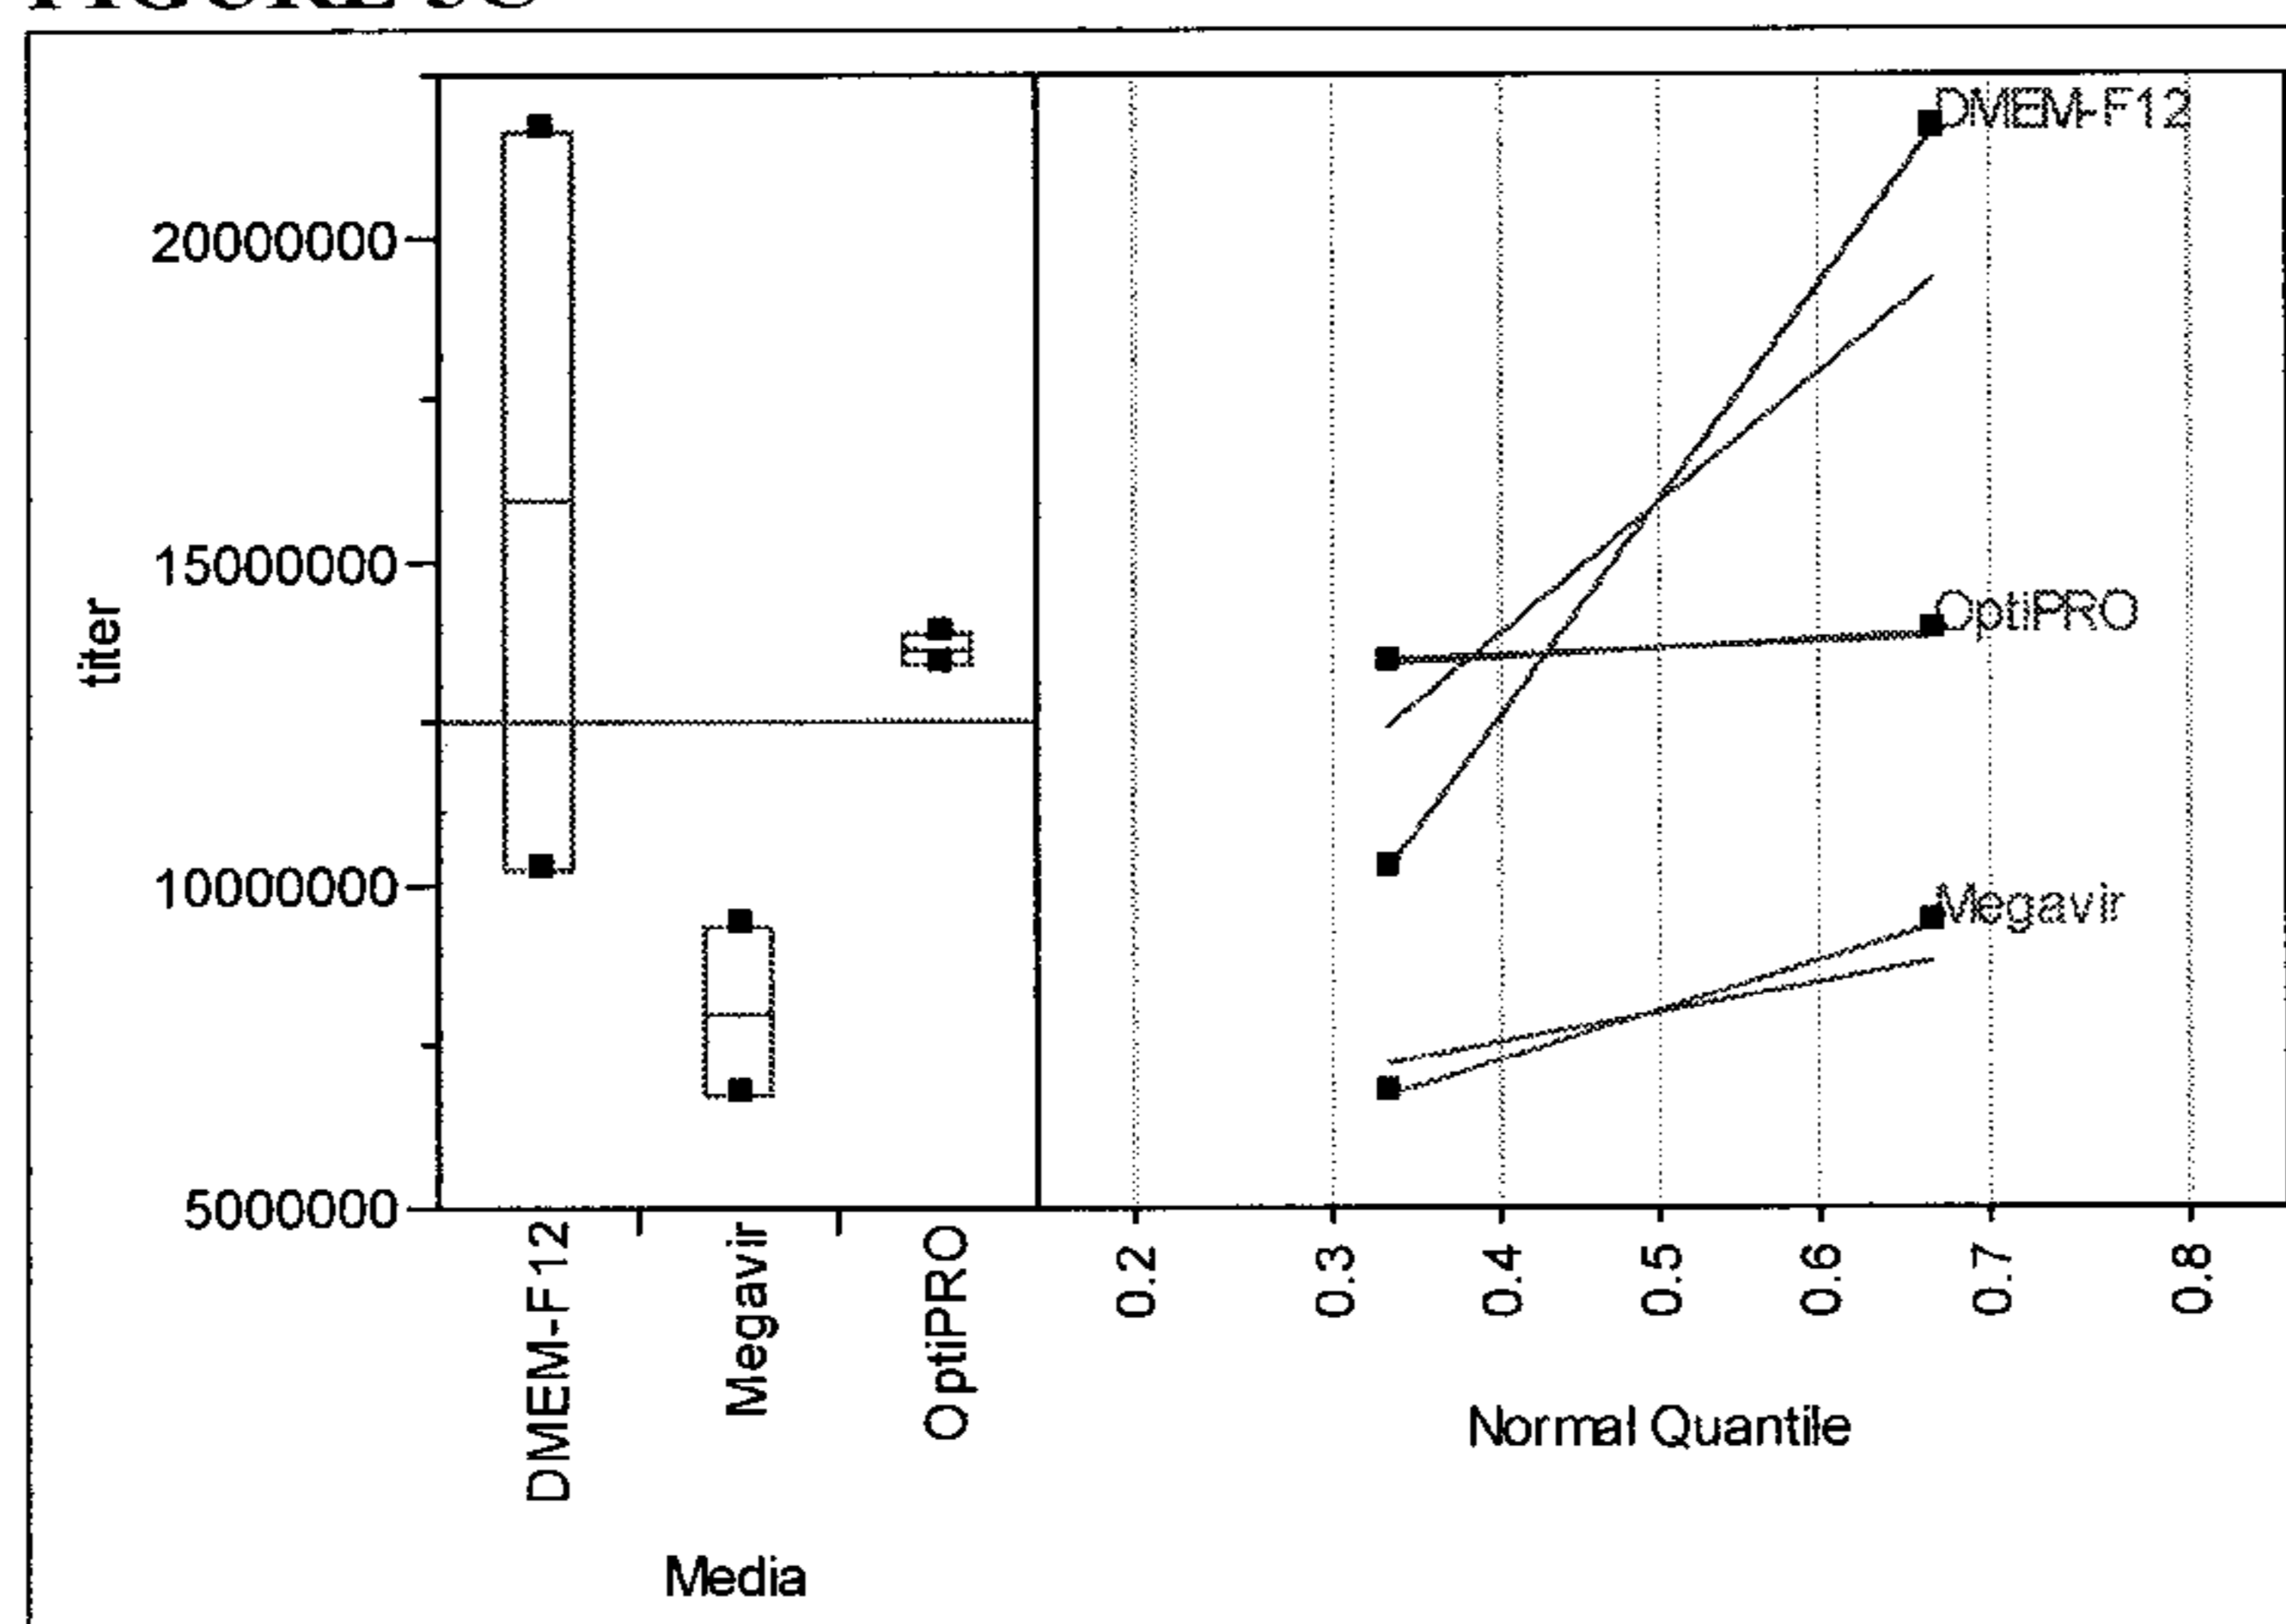 20000000
15000000
10000000
5000000
titer
DMEM-F12
Megavir
OptiPRO
Media
DMEM-F12
OptiPRO
Megavir
0.2
0.3
0.4
0.5
0.6
0.7
0.8
Normal Quantile